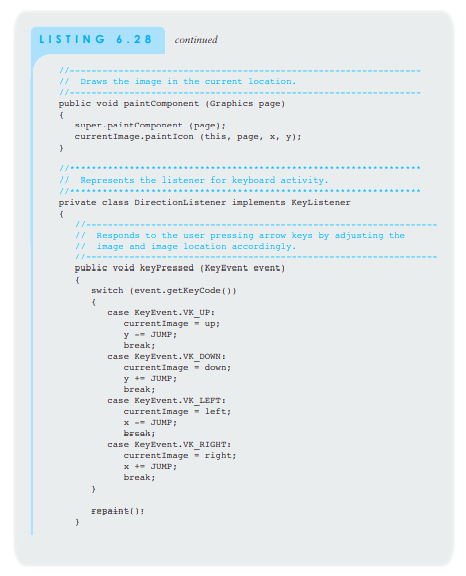 LISTING 6.28 continued
//--------------------------------------------------------------
//  Draws the image in the current location.
//--------------------------------------------------------------
public void paintComponent (Graphics page)
{
   super.paintComponent (page);
   currentImage.paintIcon (this, page, x, y);
}
//**************************************************************
//  Represents the listener for keyboard activity.
//**************************************************************
private class DirectionListener implements KeyListener
{
   //--------------------------------------------------------------
   //  Responds to the user pressing arrow keys by adjusting the
   //  image and image location accordingly.
   //--------------------------------------------------------------
   public void keyPressed (KeyEvent event)
   {
      switch (event.getKeyCode())
      {
         case KeyEvent.VK_UP:
            currentImage = up;
            y -= JUMP;
            break;
         case KeyEvent.VK_DOWN:
            currentImage = down;
            y += JUMP;
            break;
         case KeyEvent.VK_LEFT:
            currentImage = left;
            x -= JUMP;
            break;
         case KeyEvent.VK_RIGHT:
            currentImage = right;
            x += JUMP;
            break;
      }
      repaint();
   }